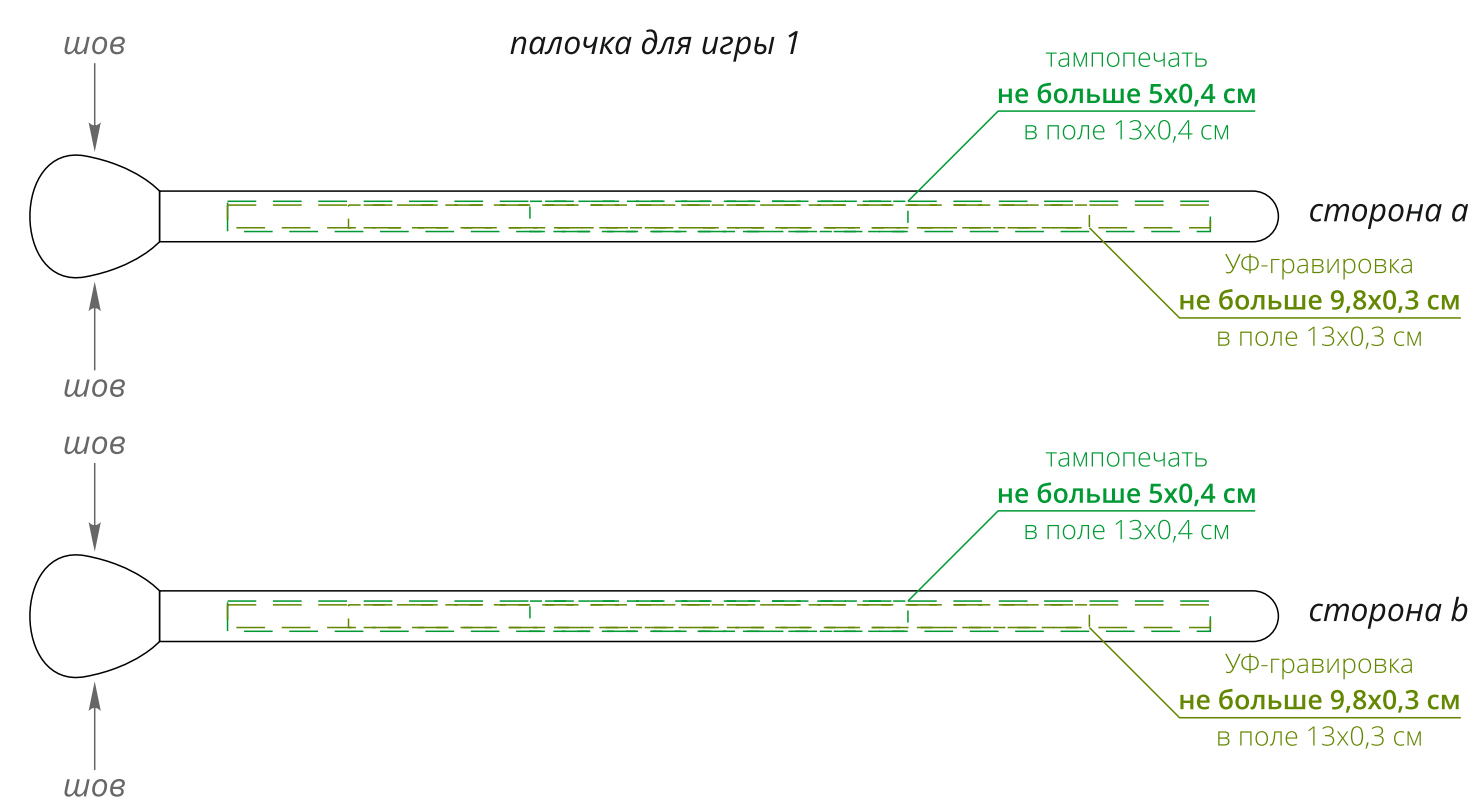 шов
палочка для игры 1
тампопечать
не больше 5х0,4 см
в поле 13х0,4 см
сторона a
УФ-гравировка
не больше 9,8х0,3 см
в поле 13х0,3 см
шов
шов
тампопечать
не больше 5х0,4 см
в поле 13х0,4 см
сторона b
УФ-гравировка
не больше 9,8х0,3 см
в поле 13х0,3 см
шов